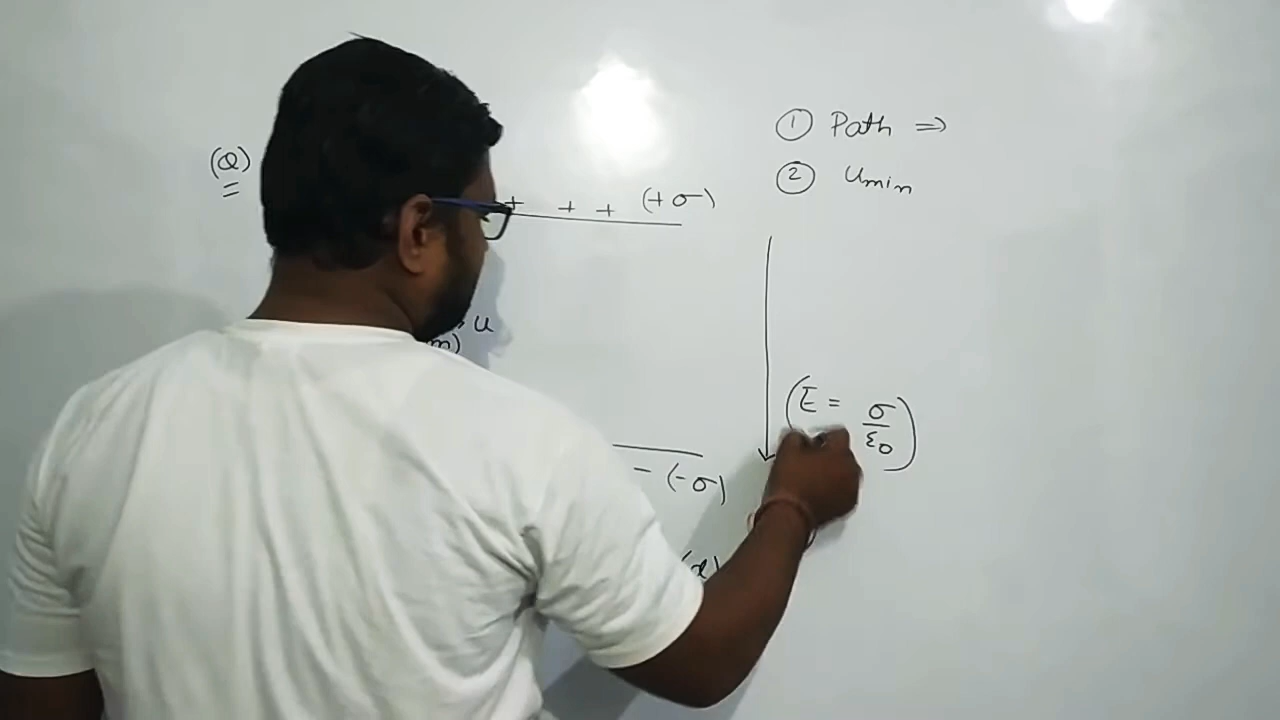 (Q)
① Path ⇒
② Umin
+ + + (+σ)
u
m)
(E = σ/ε₀)
− (−σ)
(x)